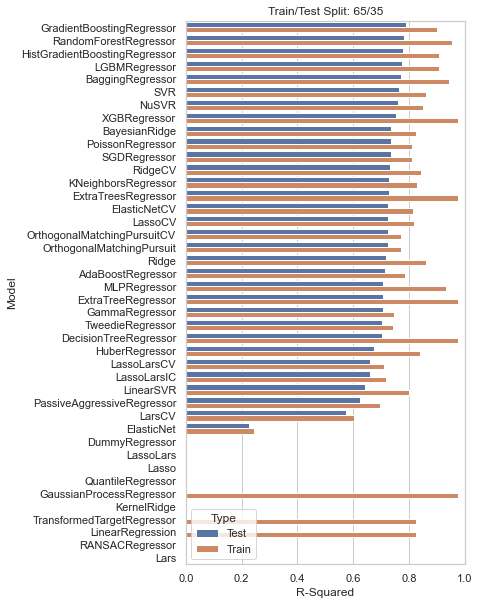 Train/Test Split: 65/35
GradientBoostingRegressor
RandomForestRegressor
HistGradientBoostingRegressor
LGBMRegressor
BaggingRegressor
SVR
NuSVR
XGBRegressor
BayesianRidge
PoissonRegressor
SGDRegressor
RidgeCV
KNeighborsRegressor
ExtraTreesRegressor
ElasticNetCV
LassoCV
OrthogonalMatchingPursuitCV
OrthogonalMatchingPursuit
Ridge
AdaBoostRegressor
MLPRegressor
ExtraTreeRegressor
GammaRegressor
TweedieRegressor
DecisionTreeRegressor
HuberRegressor
LassoLarsCV
LassoLarsIC
LinearSVR
PassiveAggressiveRegressor
LarsCV
ElasticNet
DummyRegressor
LassoLars
Lasso
QuantileRegressor
GaussianProcessRegressor
KernelRidge
TransformedTargetRegressor
LinearRegression
RANSACRegressor
Lars
Model
Type
Test
Train
0.0 0.2 0.4 0.6 0.8 1.0
R-Squared